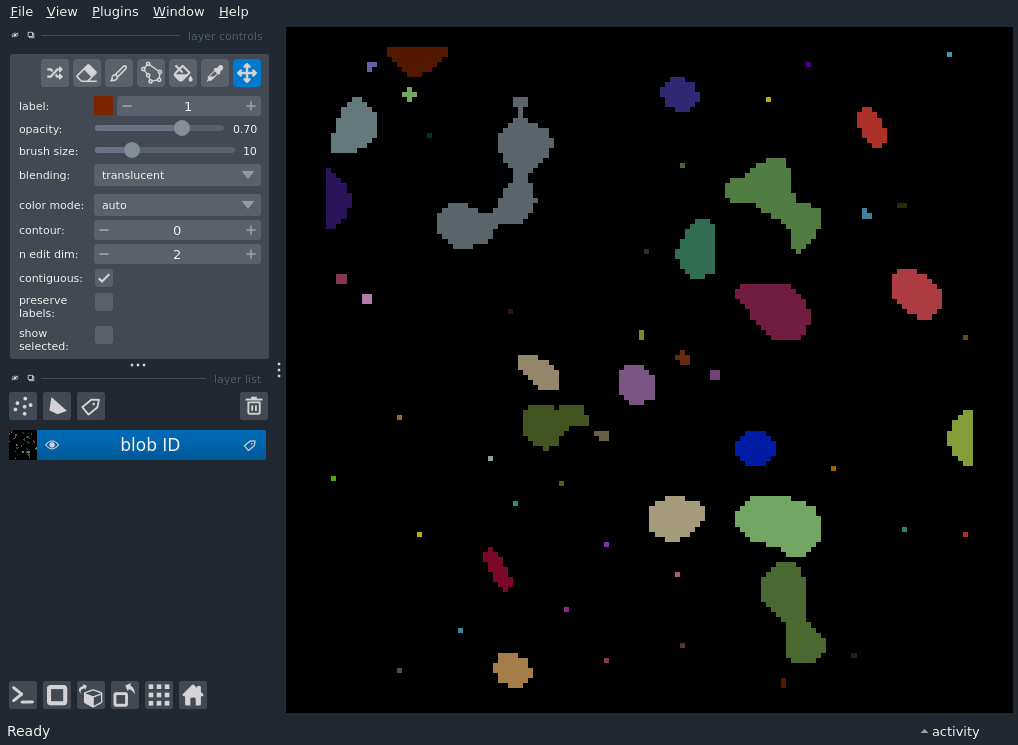 File View Plugins Window Help
layer controls
label: 1
opacity: 0.70
brush size: 10
blending: translucent
color mode: auto
contour: 0
n edit dim: 2
contiguous:
preserve
labels:
show
selected:
layer list
blob ID
Ready
activity